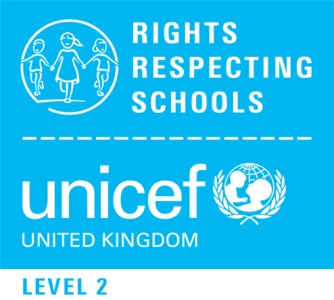 RIGHTS
RESPECTING
SCHOOLS
unicef
UNITED KINGDOM
LEVEL 2